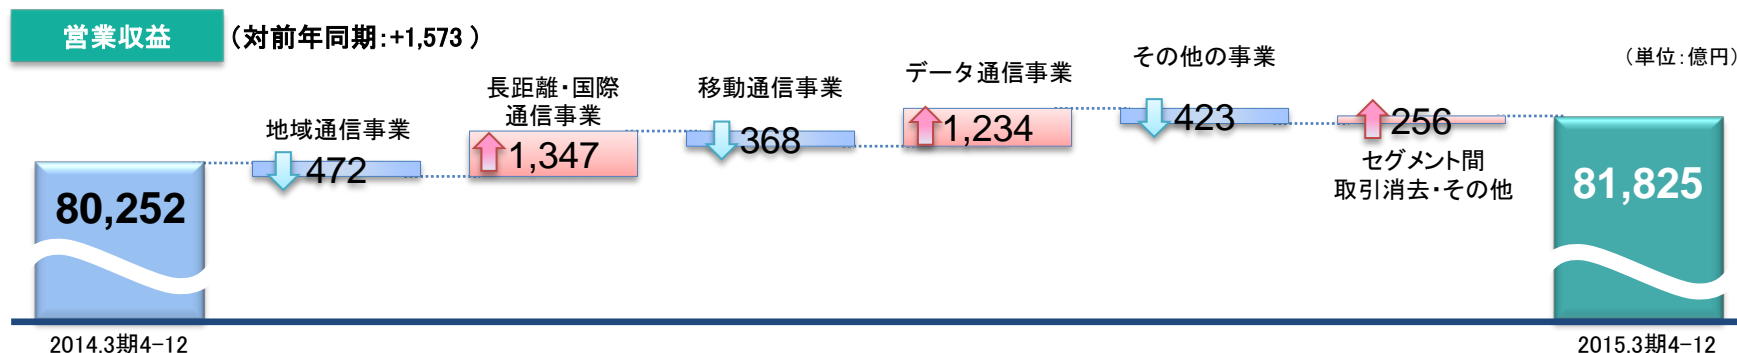 営業収益
（対前年同期：+1,573 ）
（単位：億円）
80,252
2014.3期4-12
地域通信事業
472
長距離・国際
通信事業
1,347
移動通信事業
368
データ通信事業
1,234
その他の事業
423
256
セグメント間
取引消去・その他
81,825
2015.3期4-12